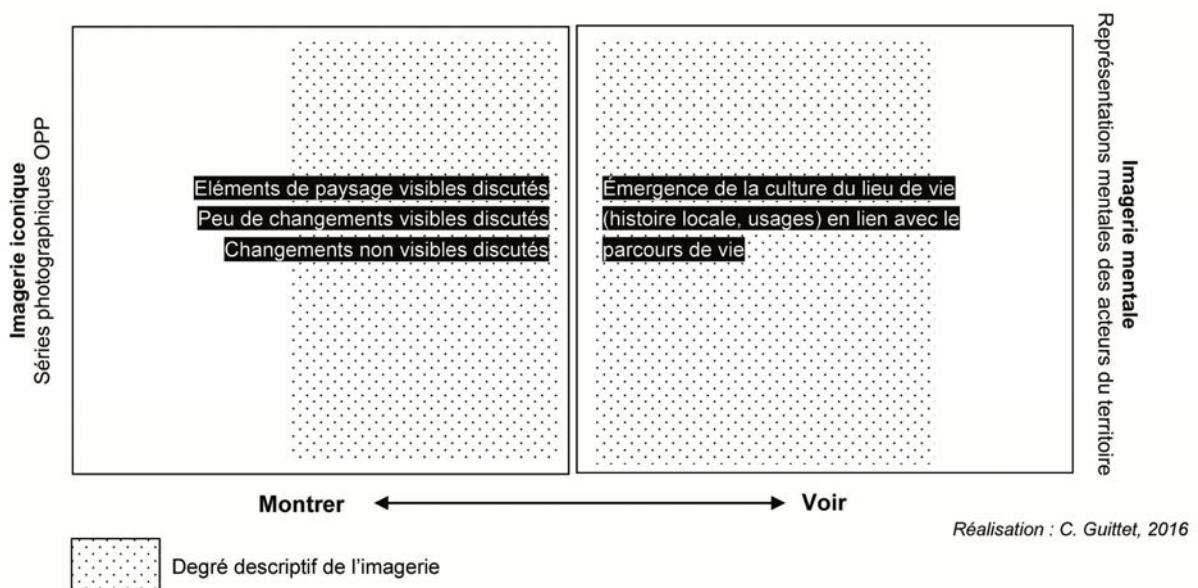 Imagerie iconique
Séries photographiques OPP
Eléments de paysage visibles discutés
Peu de changements visibles discutés
Changements non visibles discutés
Émergence de la culture du lieu de vie
(histoire locale, usages) en lien avec le
parcours de vie
Imagerie mentale
Représentations mentales des acteurs du territoire
Montrer
Voir
Réalisation : C. Guittet, 2016
Degré descriptif de l'imagerie